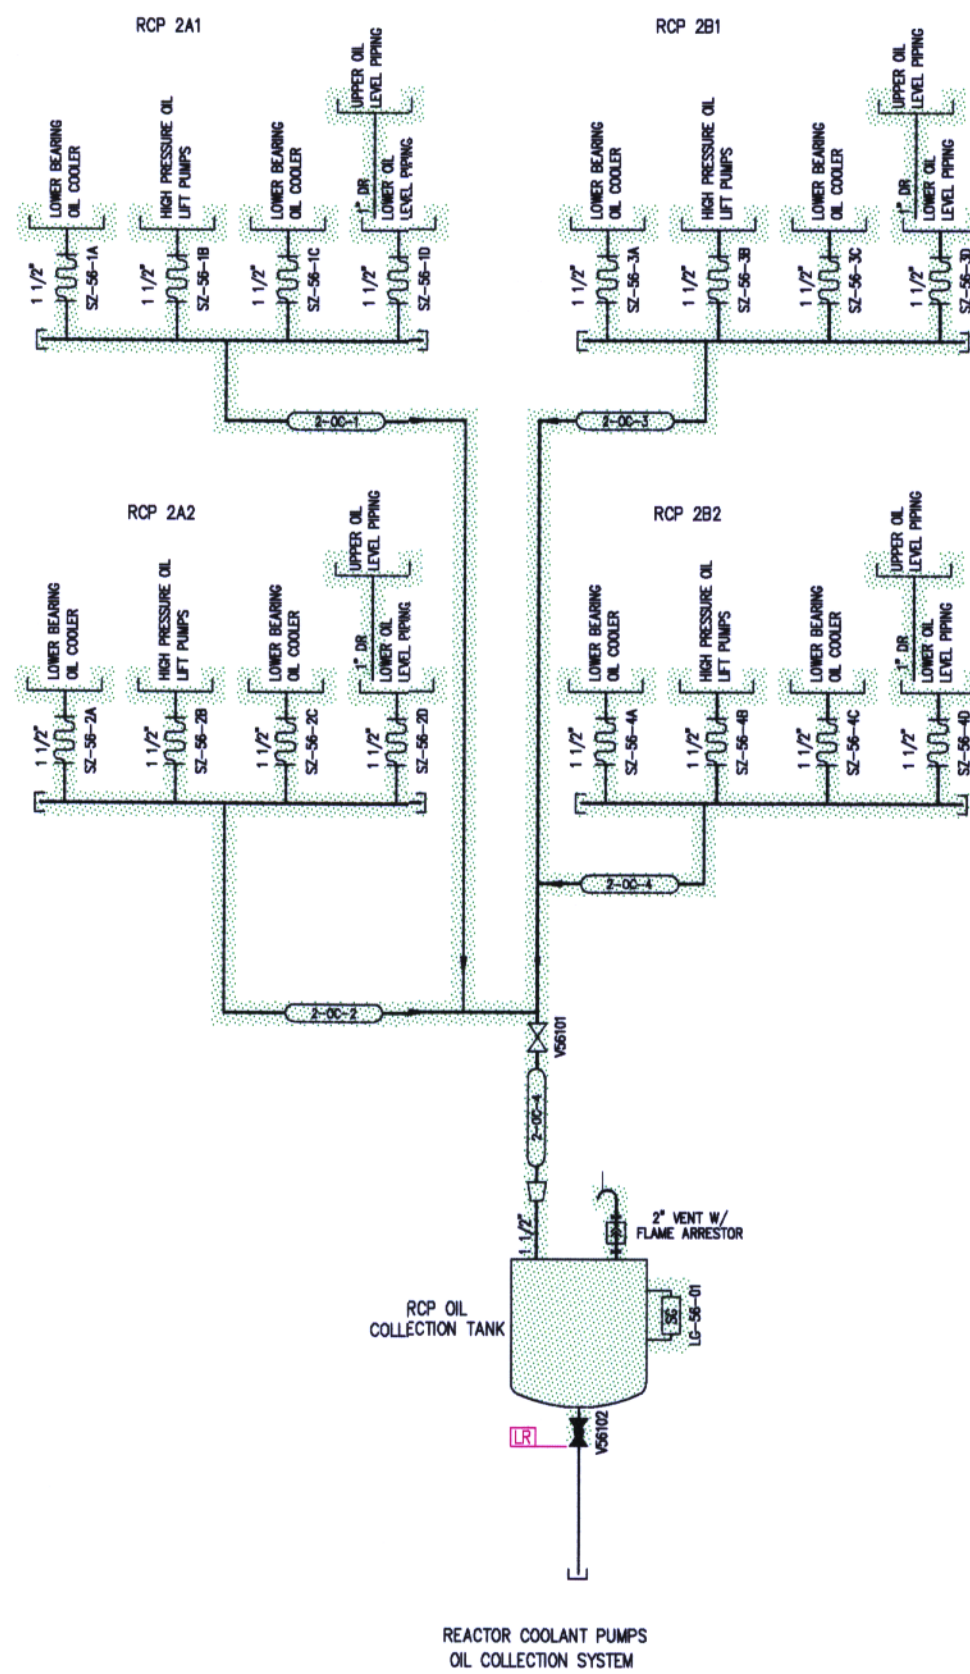 RCP 2A1
RCP 2B1
LOWER BEARING
OIL COOLER
HIGH PRESSURE OIL
LIFT PUMPS
LOWER BEARING
OIL COOLER
UPPER OIL
LEVEL PIPING
1" DR
LOWER OIL
LEVEL PIPING
1 1/2"
SZ-56-1A
1 1/2"
SZ-56-1B
1 1/2"
SZ-56-1C
1 1/2"
SZ-56-1D
LOWER BEARING
OIL COOLER
HIGH PRESSURE OIL
LIFT PUMPS
LOWER BEARING
OIL COOLER
UPPER OIL
LEVEL PIPING
1" DR
LOWER OIL
LEVEL PIPING
1 1/2"
SZ-56-3A
1 1/2"
SZ-56-3B
1 1/2"
SZ-56-3C
1 1/2"
SZ-56-3D
2-OC-1
2-OC-3
RCP 2A2
RCP 2B2
LOWER BEARING
OIL COOLER
HIGH PRESSURE OIL
LIFT PUMPS
LOWER BEARING
OIL COOLER
UPPER OIL
LEVEL PIPING
1" DR
LOWER OIL
LEVEL PIPING
1 1/2"
SZ-56-2A
1 1/2"
SZ-56-2B
1 1/2"
SZ-56-2C
1 1/2"
SZ-56-2D
LOWER BEARING
OIL COOLER
HIGH PRESSURE OIL
LIFT PUMPS
LOWER BEARING
OIL COOLER
UPPER OIL
LEVEL PIPING
1" DR
LOWER OIL
LEVEL PIPING
1 1/2"
SZ-56-4A
1 1/2"
SZ-56-4B
1 1/2"
SZ-56-4C
1 1/2"
SZ-56-4D
2-OC-4
2-OC-2
V56101
2-OC-4
1 1/2"
2" VENT W/
FLAME ARRESTOR
RCP OIL
COLLECTION TANK
SG
LG-56-01
LR
V56102
REACTOR COOLANT PUMPS
OIL COLLECTION SYSTEM